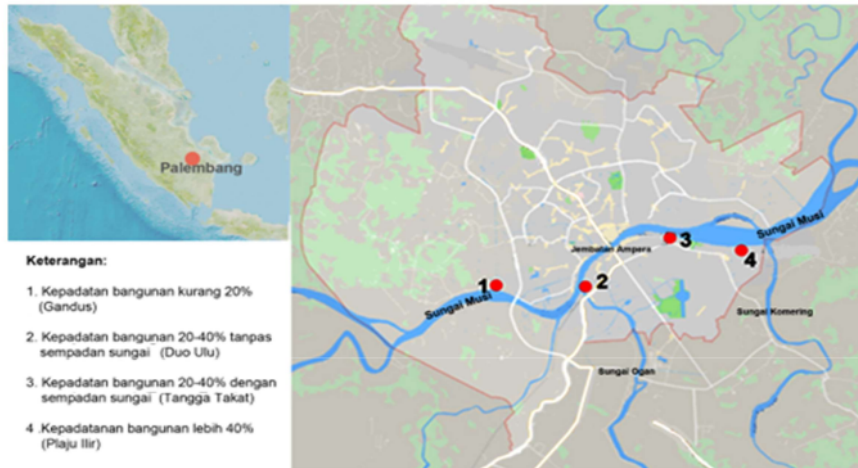 Palembang
Keterangan:
1. Kepadatan bangunan kurang 20%
(Gandus)
2. Kepadatan bangunan 20-40% tanpas
sempadan sungai (Duo Ulu)
3. Kepadatan bangunan 20-40% dengan
sempadan sungai (Tangga Takat)
4 .Kepadatanan bangunan lebih 40%
(Plaju Ilir)
Sungai Musi
Jembatan Ampera
3
4
1
2
Sungai Musi
Sungai Komering
Sungai Ogan